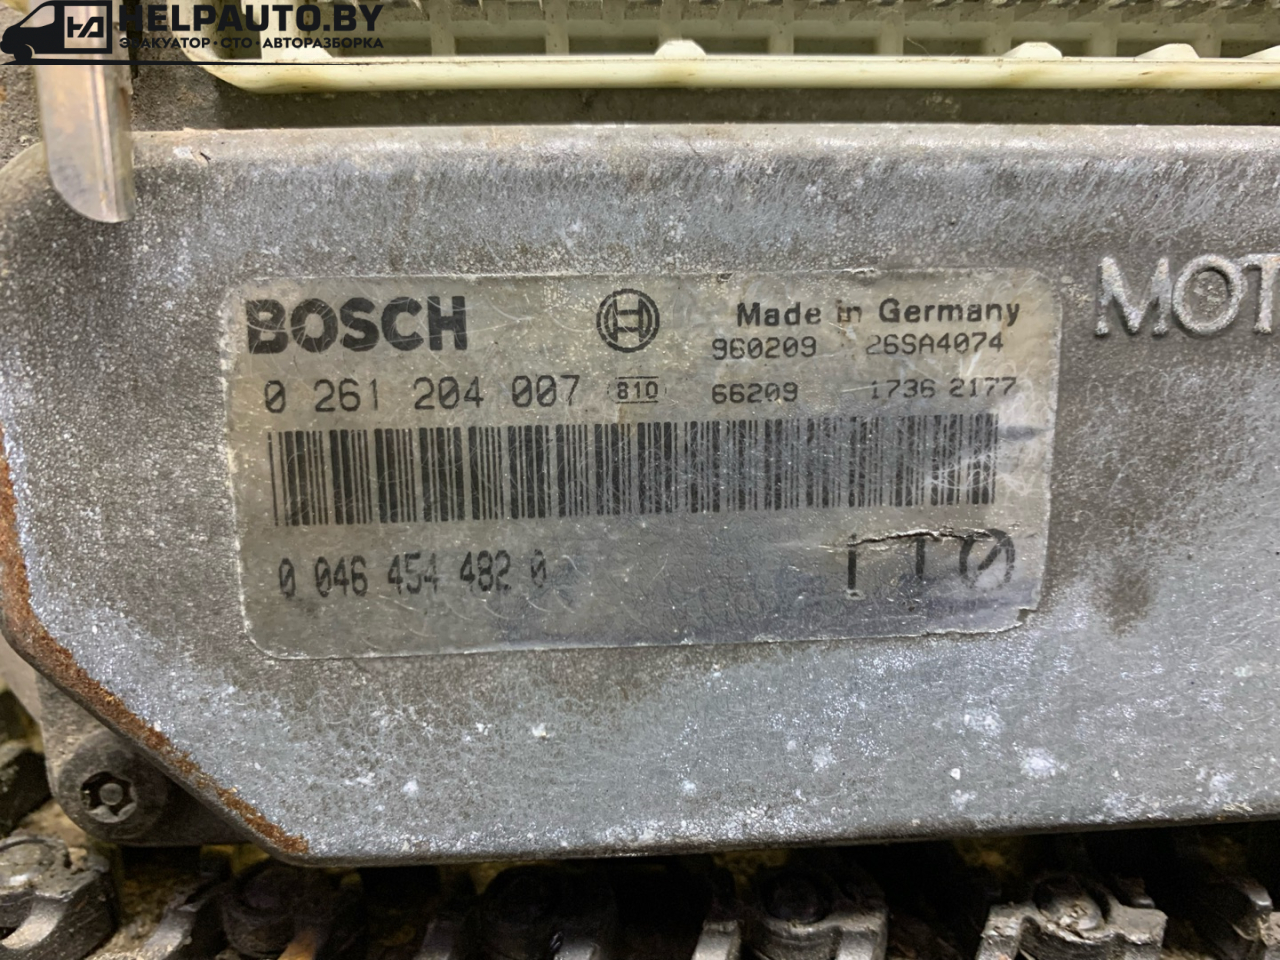 HELPAUTO.BY
ЭВАКУАТОР • СТО • АВТОРАЗБОРКА
BOSCH
Made in Germany
960209 26SA4074
0 261 204 007 810 66209 1736 2177
0 046 454 482 0
MOT